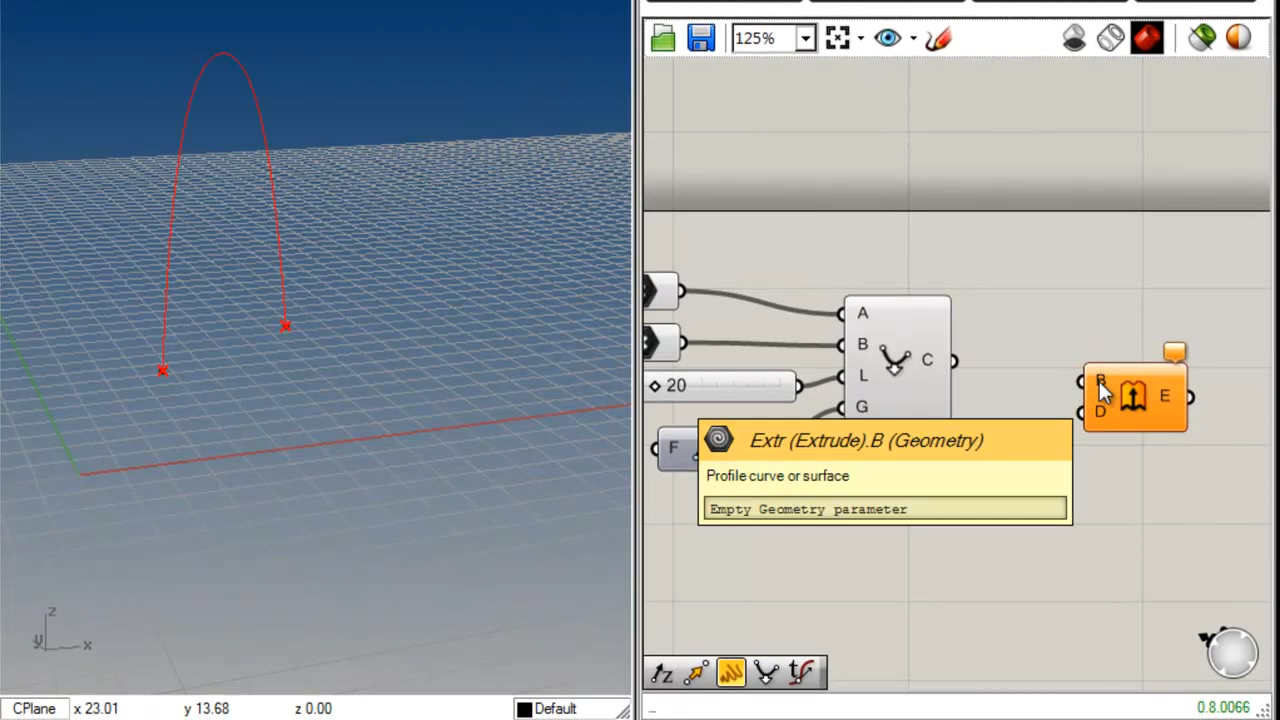 125%
A
B
C
L
20
G
F
B
D
E
Extr (Extrude).B (Geometry)
Profile curve or surface
Empty Geometry parameter
z
y
x
z
CPlane
x 23.01
y 13.68
z 0.00
Default
0.8.0066